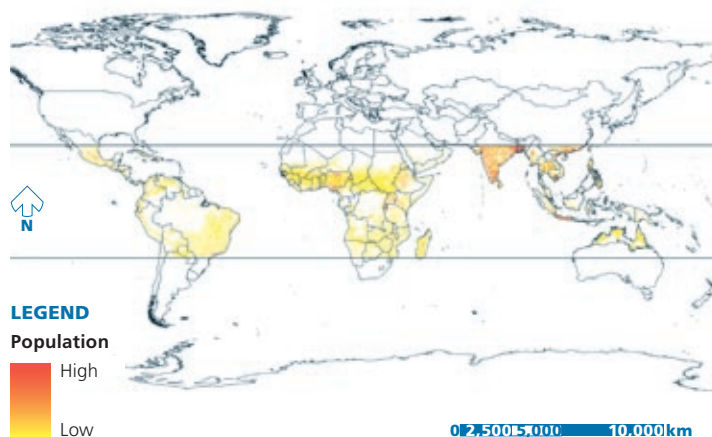 N
LEGEND
Population
High
Low
0 2,500 5,000 10,000 km